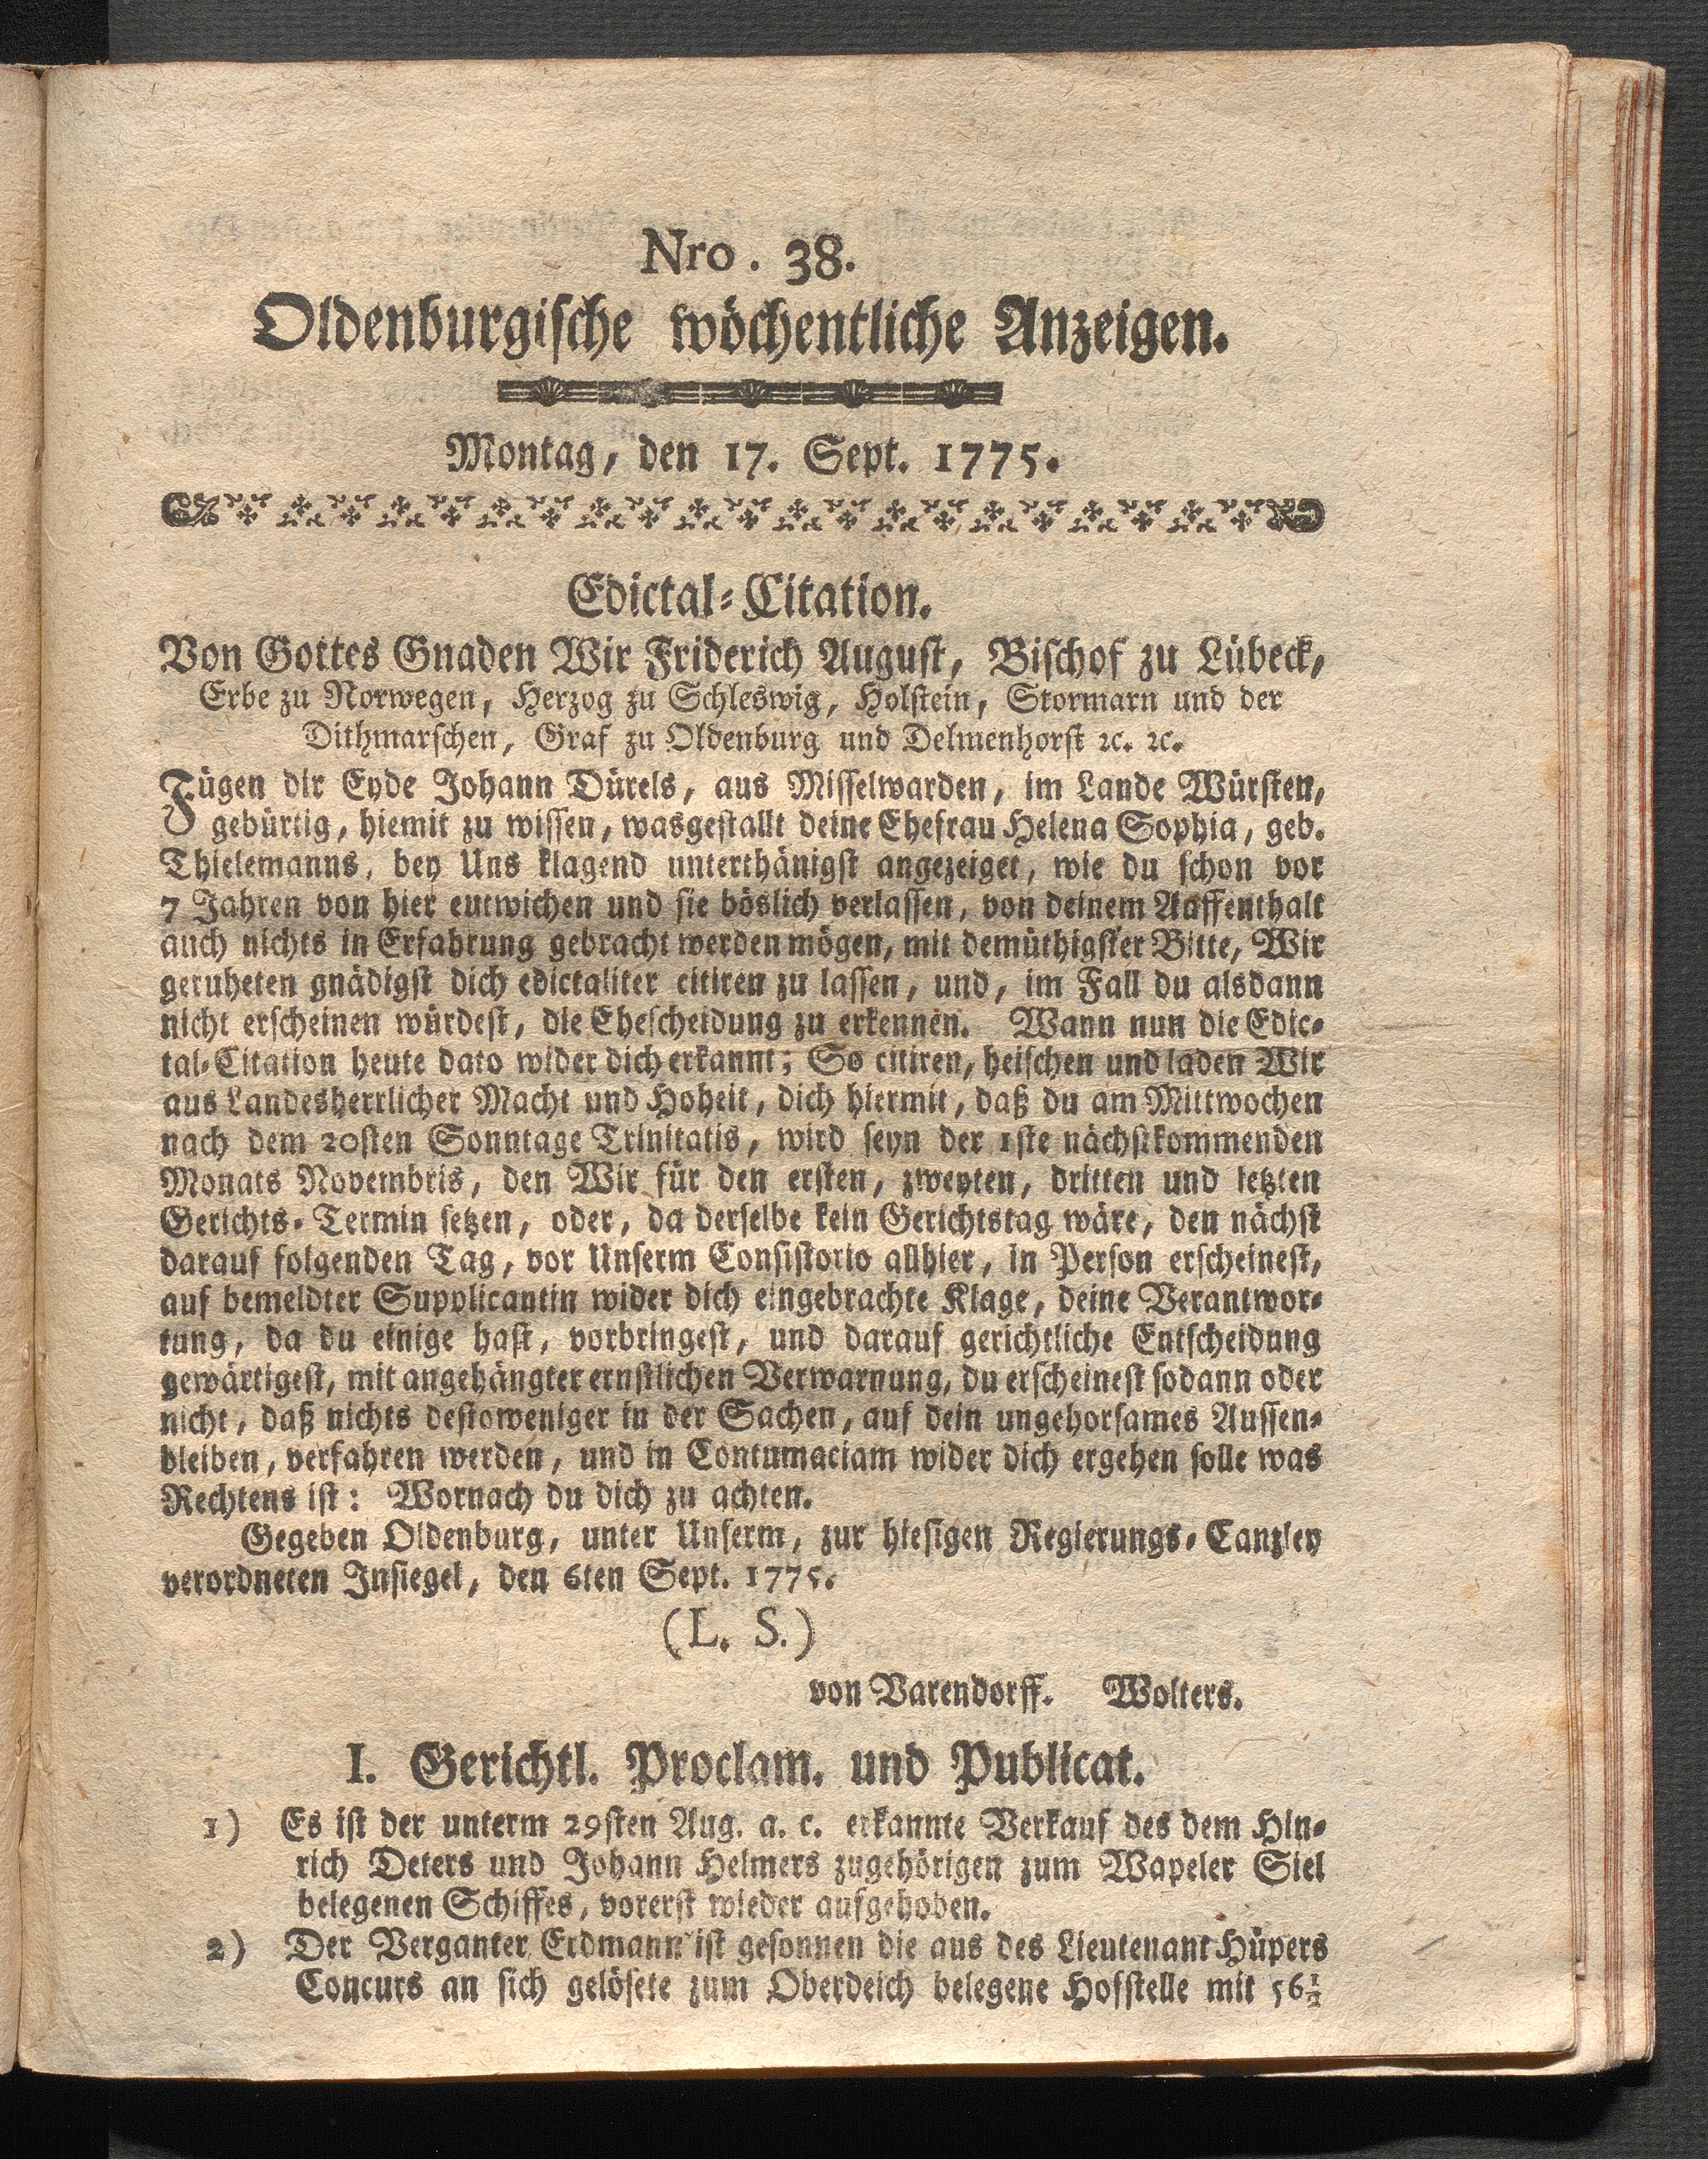 Nro. 38.
Oldenburgische wöchentliche Anzeigen.
Montag, den 17. Sept. 1775.
Edictal-Citation.
Von Gottes Gnaden Wir Friderich August, Bischof zu Lübeck,
Erbe zu Norwegen, Herzog zu Schleswig, Holstein, Stormarn und der
Dithmarschen, Graf zu Oldenburg und Delmenhorst ꝛc. ꝛc.
Fügen dir Eyde Johann Dürels, aus Misselwarden, im Lande Würsten,
gebürtig, hiemit zu wissen, wasgestallt deine Ehefrau Helena Sophia, geb.
Thielemanns, bey Uns klagend unterthänigst angezeiget, wie du schon vor
7 Jahren von hier entwichen und sie böslich verlassen, von deinem Auffenthalt
auch nichts in Erfahrung gebracht werden mögen, mit demüthigster Bitte, Wir
geruheten gnädigst dich edictaliter citiren zu lassen, und, im Fall du alsdann
nicht erscheinen würdest, die Ehescheidung zu erkennen. Wann nun die Edic-
tal-Citation heute dato wider dich erkannt; So citiren, heischen und laden Wir
aus Landesherrlicher Macht und Hoheit, dich hiermit, daß du am Mittwochen
nach dem 20sten Sonntage Trinitatis, wird seyn der 1ste nächstkommenden
Monats Novembris, den Wir für den ersten, zweyten, dritten und letzten
Gerichts-Termin setzen, oder, da derselbe kein Gerichtstag wäre, den nächst
darauf folgenden Tag, vor Unserm Consistorio allhier, in Person erscheinest,
auf bemeldter Supplicantin wider dich eingebrachte Klage, deine Verantwor-
tung, da du einige hast, vorbringest, und darauf gerichtliche Entscheidung
gewärtigest, mit angehängter ernstlichen Verwarnung, du erscheinest sodann oder
nicht, daß nichts destoweniger in der Sachen, auf dein ungehorsames Aussen-
bleiben, verfahren werden, und in Contumaciam wider dich ergehen solle was
Rechtens ist: Wornach du dich zu achten.
Gegeben Oldenburg, unter Unserm, zur hiesigen Regierungs-Canzley
verordneten Insiegel, den 6ten Sept. 1775.
(L. S.)
von Varendorff. Wolters.
I. Gerichtl. Proclam. und Publicat.
1) Es ist der unterm 29sten Aug. a. c. erkannte Verkauf des dem Hin-
rich Deters und Johann Helmers zugehörigen zum Wapeler Siel
belegenen Schiffes, vorerst wieder aufgehoben.
2) Der Verganter Erdmann ist gesonnen die aus des Lieutenant Hüpers
Concurs an sich gelösete zum Oberdeich belegene Hofstelle mit 56½